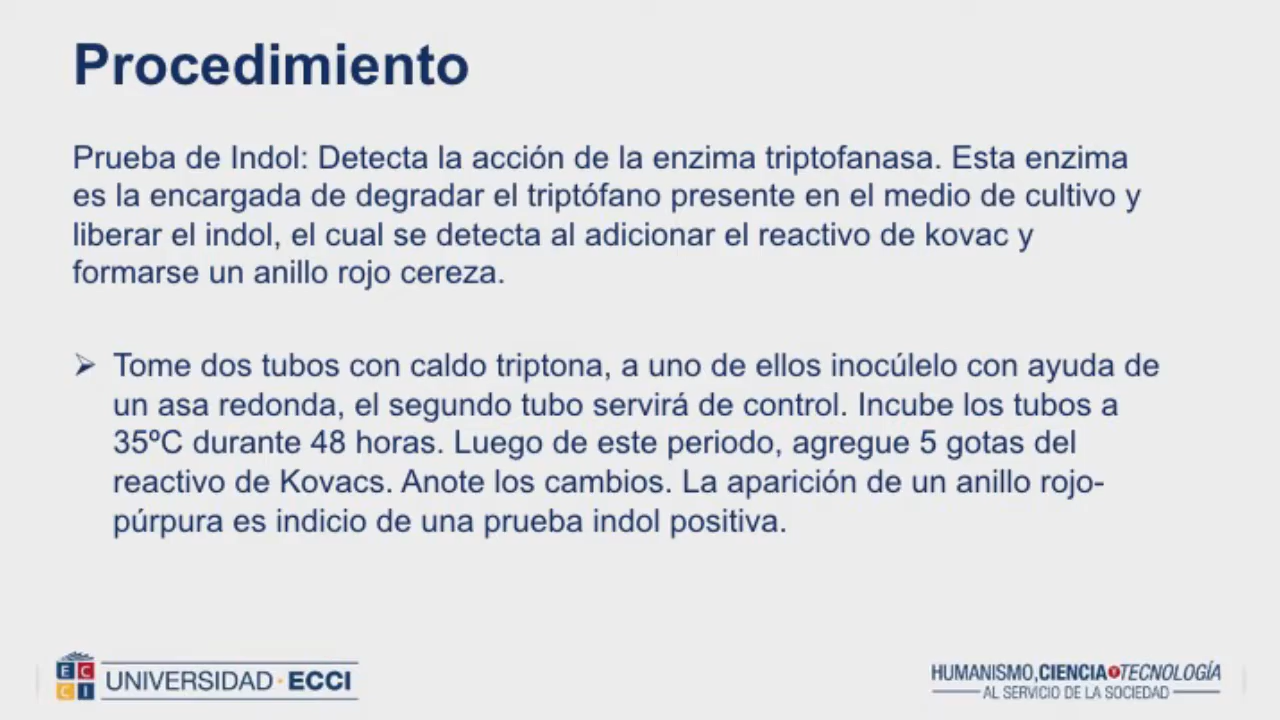 Procedimiento
Prueba de Indol: Detecta la acción de la enzima triptofanasa. Esta enzima
es la encargada de degradar el triptófano presente en el medio de cultivo y
liberar el indol, el cual se detecta al adicionar el reactivo de kovac y
formarse un anillo rojo cereza.
➢ Tome dos tubos con caldo triptona, a uno de ellos inocúlelo con ayuda de
un asa redonda, el segundo tubo servirá de control. Incube los tubos a
35ºC durante 48 horas. Luego de este periodo, agregue 5 gotas del
reactivo de Kovacs. Anote los cambios. La aparición de un anillo rojo-
púrpura es indicio de una prueba indol positiva.
E C
C I
UNIVERSIDAD · ECCI
HUMANISMO, CIENCIA Y TECNOLOGÍA
AL SERVICIO DE LA SOCIEDAD